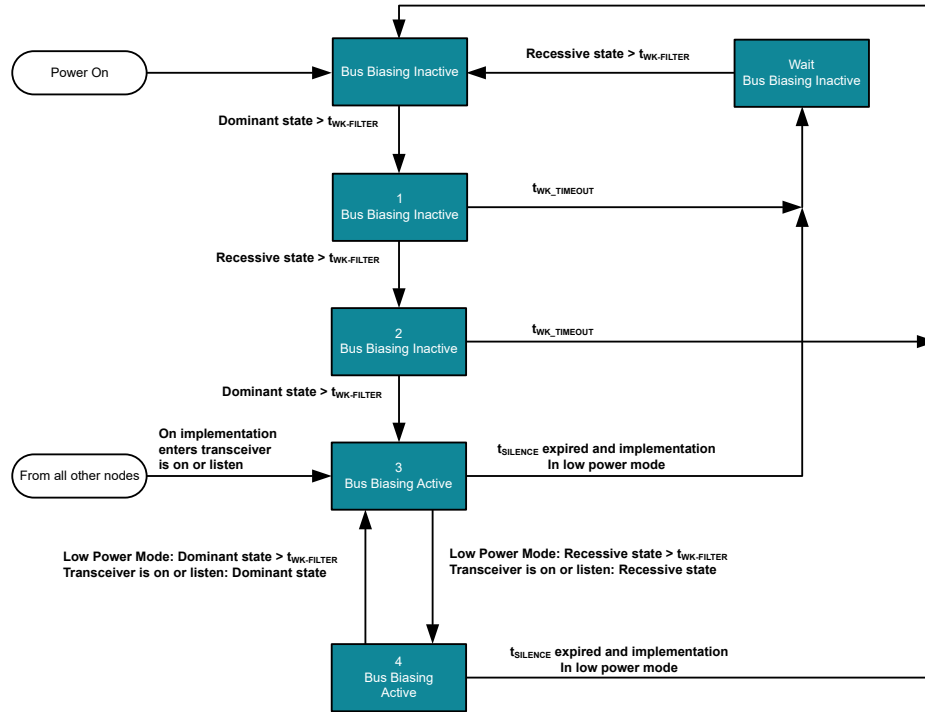 Power On
Bus Biasing Inactive
Recessive state > tWK-FILTER
Wait
Bus Biasing Inactive
Dominant state > tWK-FILTER
1
Bus Biasing Inactive
tWK_TIMEOUT
Recessive state > tWK-FILTER
2
Bus Biasing Inactive
tWK_TIMEOUT
Dominant state > tWK-FILTER
On implementation
enters transceiver
is on or listen
From all other nodes
3
Bus Biasing Active
tSILENCE expired and implementation
In low power mode
Low Power Mode: Dominant state > tWK-FILTER
Transceiver is on or listen: Dominant state
Low Power Mode: Recessive state > tWK-FILTER
Transceiver is on or listen: Recessive state
4
Bus Biasing
Active
tSILENCE expired and implementation
In low power mode